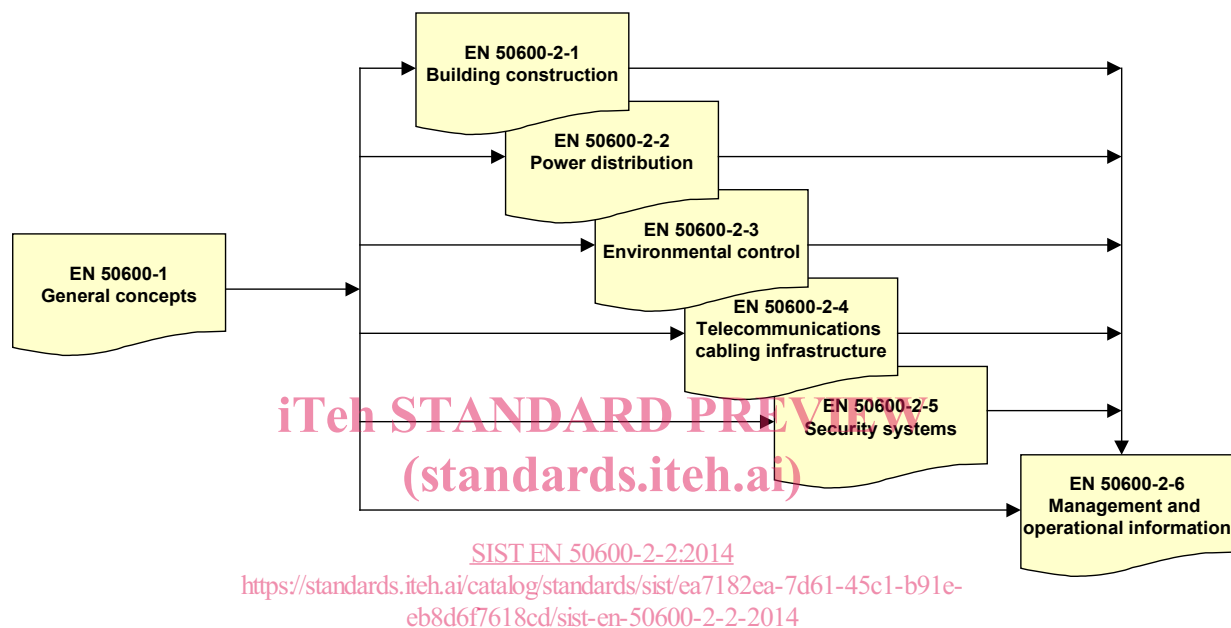 EN 50600-2-1
Building construction
EN 50600-2-2
Power distribution
EN 50600-2-3
Environmental control
EN 50600-1
General concepts
EN 50600-2-4
Telecommunications
cabling infrastructure
iTeh STANDARD PREVIEW
EN 50600-2-5
Security systems
(standards.iteh.ai)
EN 50600-2-6
Management and
operational information
SIST EN 50600-2-2:2014
https://standards.iteh.ai/catalog/standards/sist/ea7182ea-7d61-45c1-b91e-
eb8d6f7618cd/sist-en-50600-2-2-2014